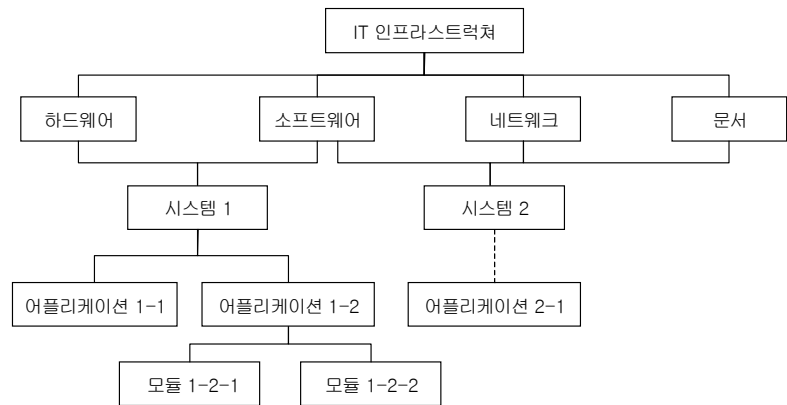 IT 인프라스트럭쳐
하드웨어
소프트웨어
네트워크
문서
시스템 1
시스템 2
어플리케이션 1-1
어플리케이션 1-2
어플리케이션 2-1
모듈 1-2-1
모듈 1-2-2